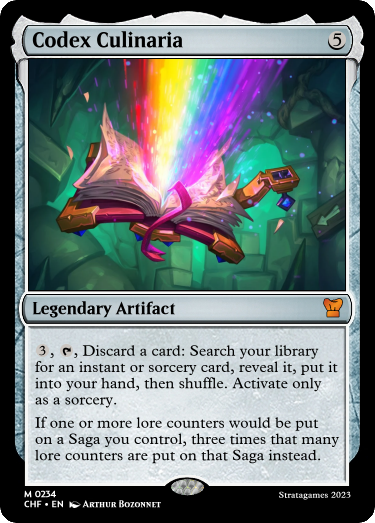 Codex Culinaria 5
Legendary Artifact
3, T, Discard a card: Search your library
for an instant or sorcery card, reveal it, put it
into your hand, then shuffle. Activate only
as a sorcery.
If one or more lore counters would be put
on a Saga you control, three times that many
lore counters are put on that Saga instead.
M 0234
Stratagames 2023
CHF • EN Arthur Bozonnet